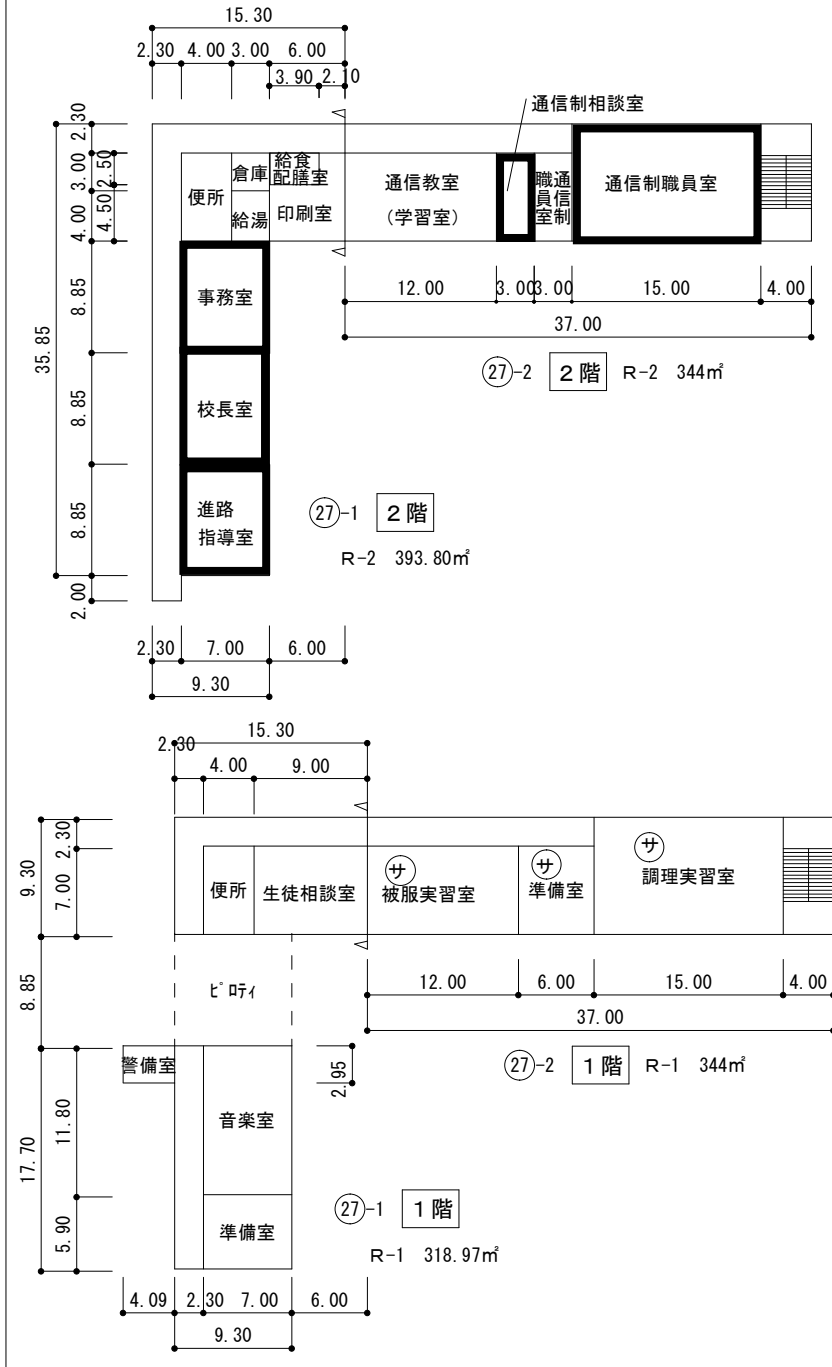 15.30
2.30 4.00 3.00 6.00
3.90 2.10
通信制相談室
2.30
3.00
2.50
4.00
4.50
8.85
8.85
8.85
2.00
35.85
便所
倉庫
給湯
給食
配膳室
印刷室
通信教室
(学習室)
通信制
職員室
通信制職員室
事務室
校長室
進路
指導室
12.00 3.00 3.00 15.00 4.00
37.00
㉗-2 2階 R-2 344㎡
㉗-1 2階
R-2 393.80㎡
2.30 7.00 6.00
9.30
15.30
2.30 4.00 9.00
9.30
2.30
7.00
8.85
17.70
11.80
5.90
便所
生徒相談室
サ
被服実習室
サ
準備室
サ
調理実習室
ピロティ
12.00 6.00 15.00 4.00
37.00
㉗-2 1階 R-1 344㎡
警備室
2.95
音楽室
準備室
㉗-1 1階
R-1 318.97㎡
4.09 2.30 7.00 6.00
9.30